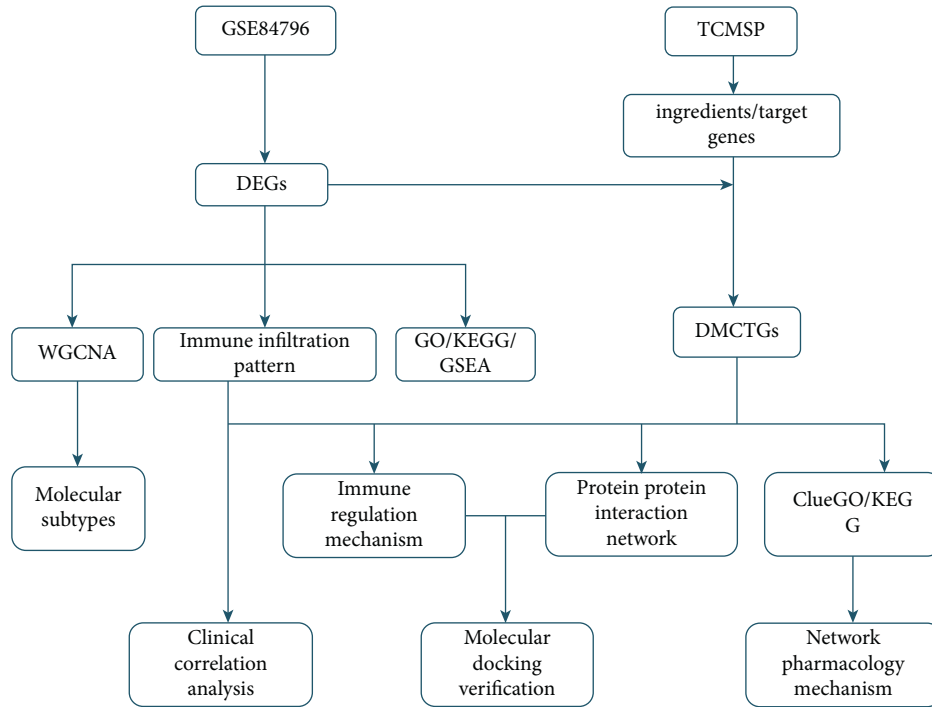 GSE84796
TCMSP
ingredients/target
genes
DEGs
WGCNA
Immune infiltration
pattern
GO/KEGG/
GSEA
DMCTGs
Molecular
subtypes
Immune
regulation
mechanism
Protein protein
interaction
network
ClueGO/KEG
G
Clinical
correlation
analysis
Molecular
docking
verification
Network
pharmacology
mechanism